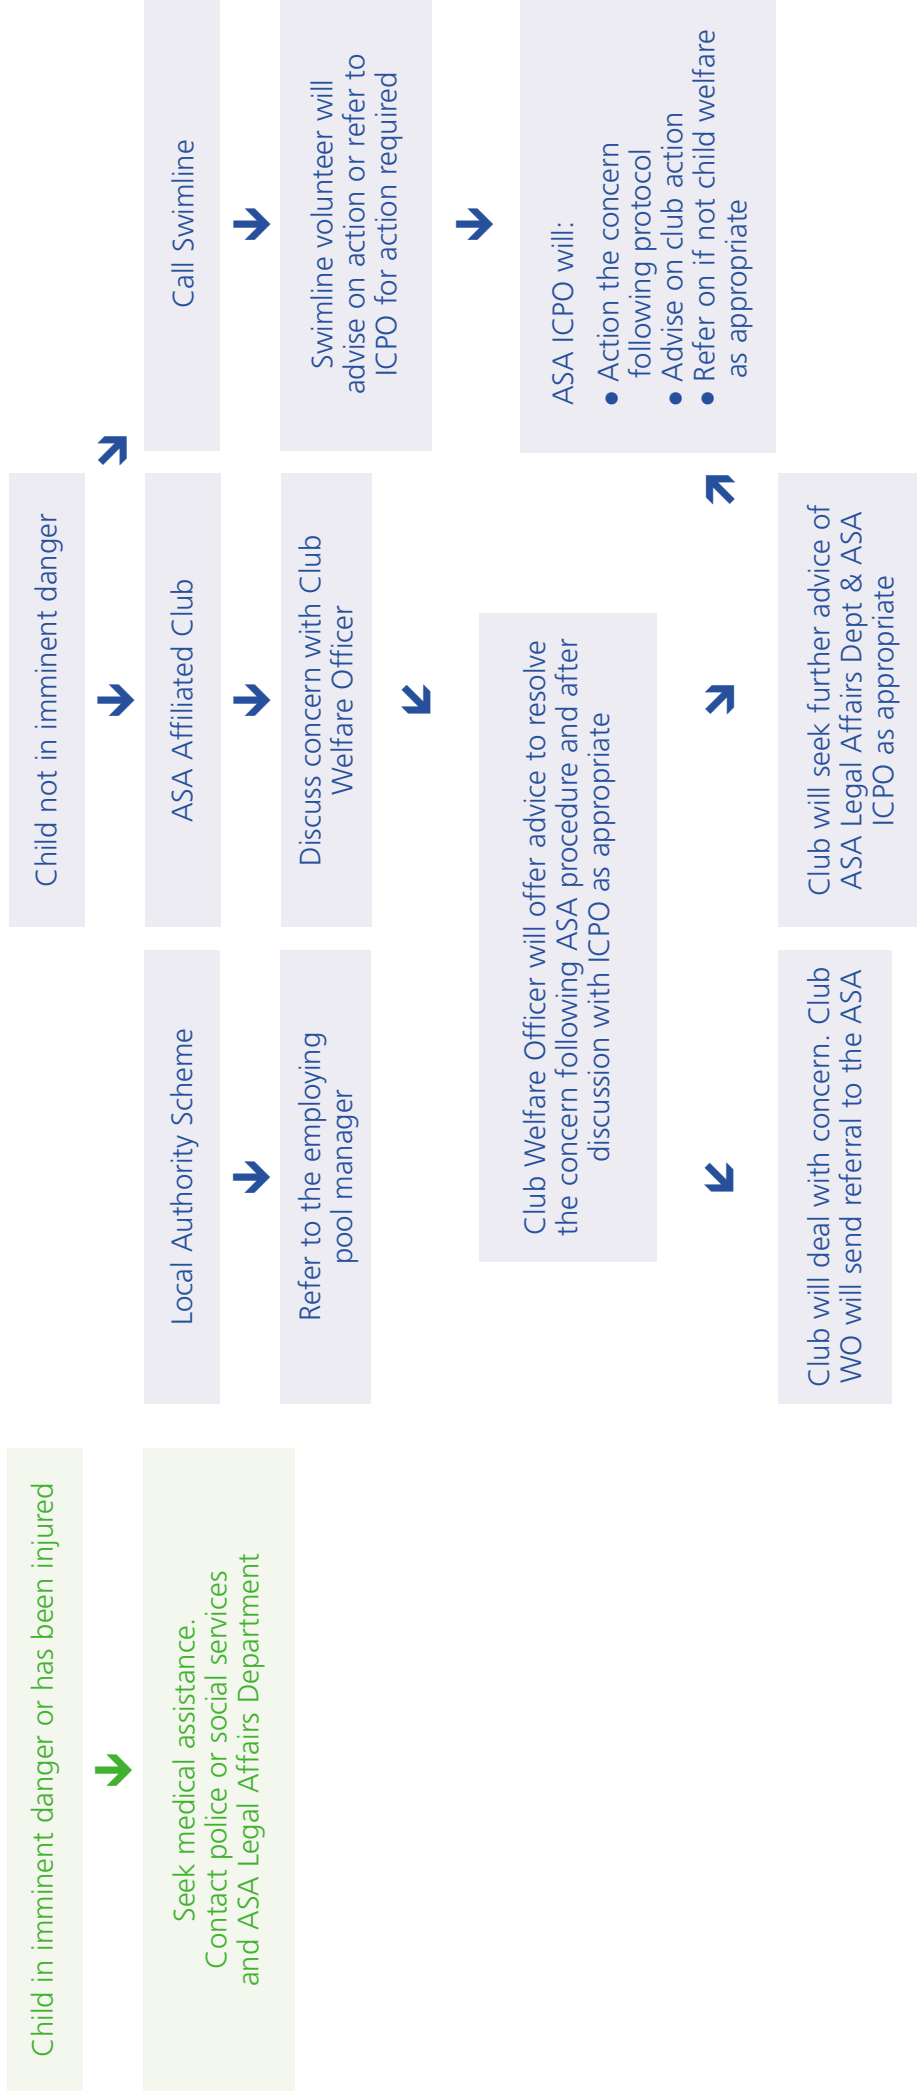 Child in imminent danger or has been injured
Seek medical assistance.
Contact police or social services
and ASA Legal Affairs Department
Child not in imminent danger
Local Authority Scheme
Refer to the employing
pool manager
ASA Affiliated Club
Discuss concern with Club
Welfare Officer
Call Swimline
Swimline volunteer will
advise on action or refer to
ICPO for action required
Club Welfare Officer will offer advice to resolve
the concern following ASA procedure and after
discussion with ICPO as appropriate
ASA ICPO will:
● Action the concern
following protocol
● Advise on club action
● Refer on if not child welfare
as appropriate
Club will deal with concern. Club
WO will send referral to the ASA
Club will seek further advice of
ASA Legal Affairs Dept & ASA
ICPO as appropriate